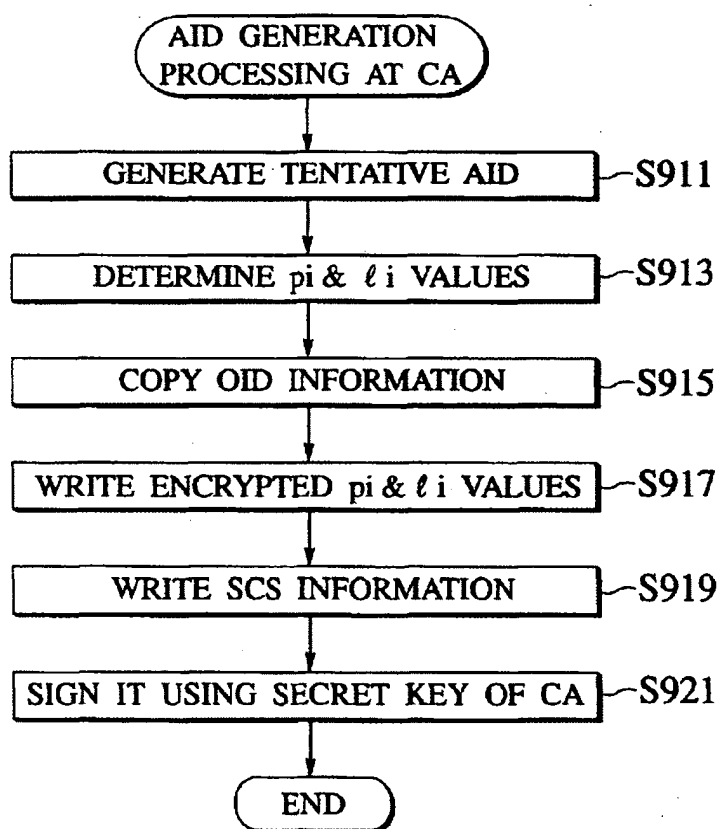 AID GENERATION
PROCESSING AT CA
GENERATE TENTATIVE AID
S911
DETERMINE pi & ℓi VALUES
S913
COPY OID INFORMATION
S915
WRITE ENCRYPTED pi & ℓi VALUES
S917
WRITE SCS INFORMATION
S919
SIGN IT USING SECRET KEY OF CA
S921
END